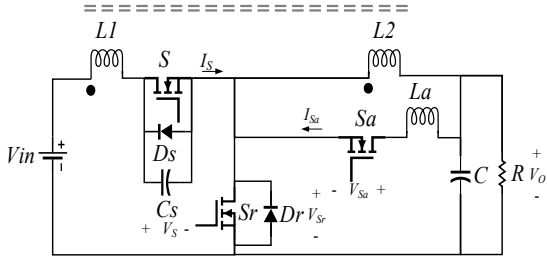 L1
S
I_S
L2
La
I_Sa
Sa
Vin
+
-
Ds
- V_Sa +
Cs
C
R
+
V_O
-
Sr
Dr
+
V_Sr
-
+ V_S -